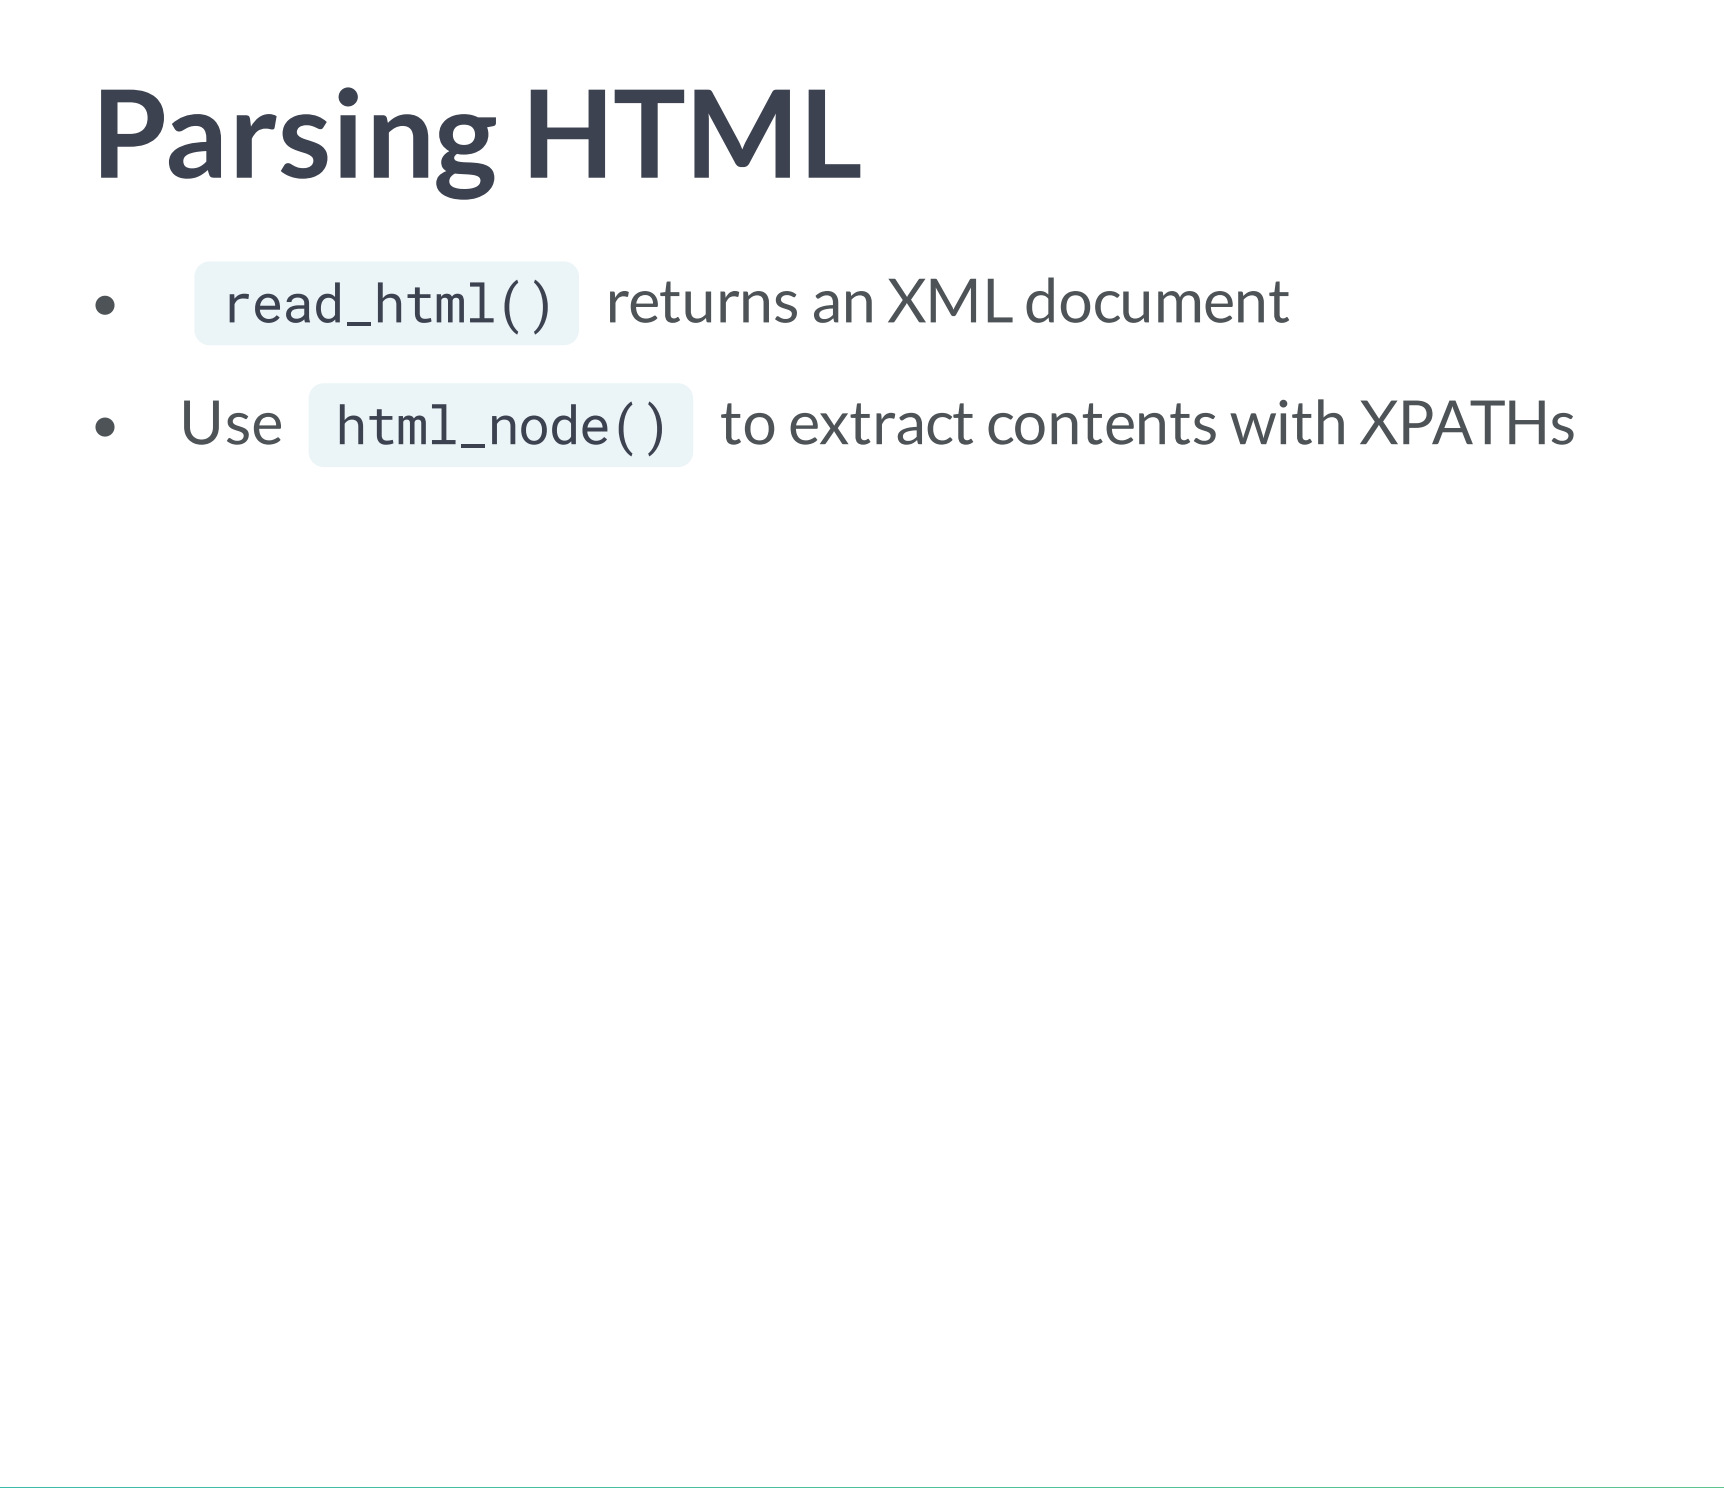 Parsing HTML
• read_html() returns an XML document
• Use html_node() to extract contents with XPATHs